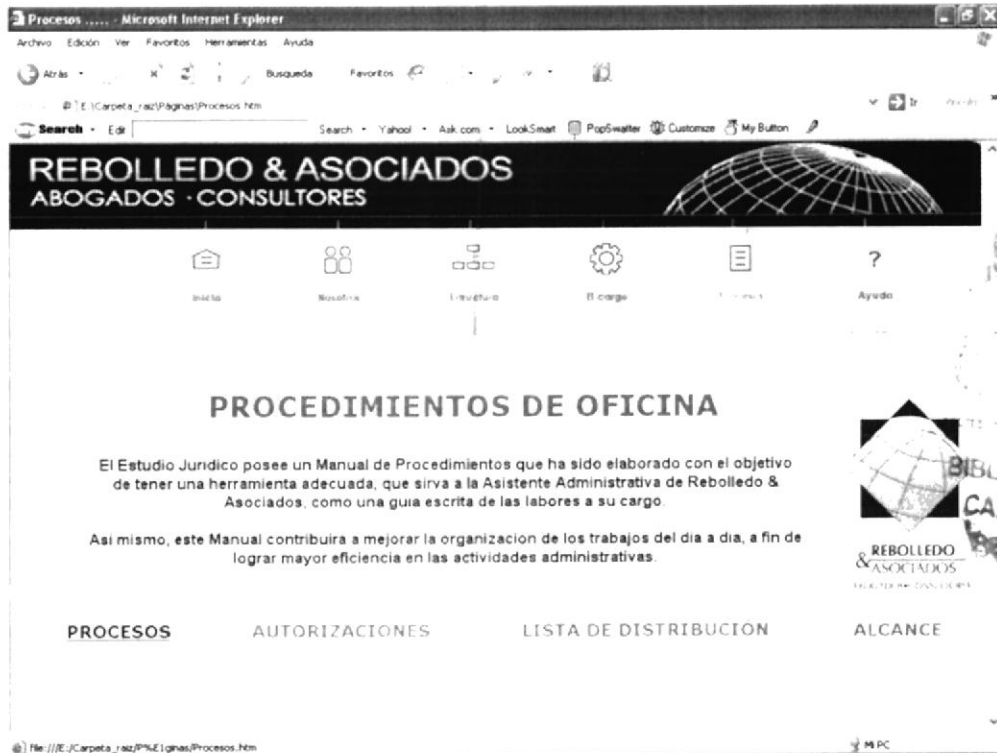 Procesos ..... - Microsoft Internet Explorer
Archivo Edición Ver Favoritos Herramientas Ayuda
Atrás Busqueda Favoritos
E:\Carpeta_raiz\Páginas\Procesos.htm Ir
Search Edit Search Yahoo! Ask.com LookSmart PopSwatter Customize My Button
REBOLLEDO & ASOCIADOS
ABOGADOS - CONSULTORES
Inicio Nosotros Estructura El cargo Procesos Ayuda
PROCEDIMIENTOS DE OFICINA
El Estudio Juridico posee un Manual de Procedimientos que ha sido elaborado con el objetivo
de tener una herramienta adecuada, que sirva a la Asistente Administrativa de Rebolledo &
Asociados, como una guia escrita de las labores a su cargo.
Asi mismo, este Manual contribuira a mejorar la organizacion de los trabajos del dia a dia, a fin de
lograr mayor eficiencia en las actividades administrativas.
REBOLLEDO
& ASOCIADOS
PROCESOS AUTORIZACIONES LISTA DE DISTRIBUCION ALCANCE
file:///E:/Carpeta_raiz/P%E1ginas/Procesos.htm Mi PC